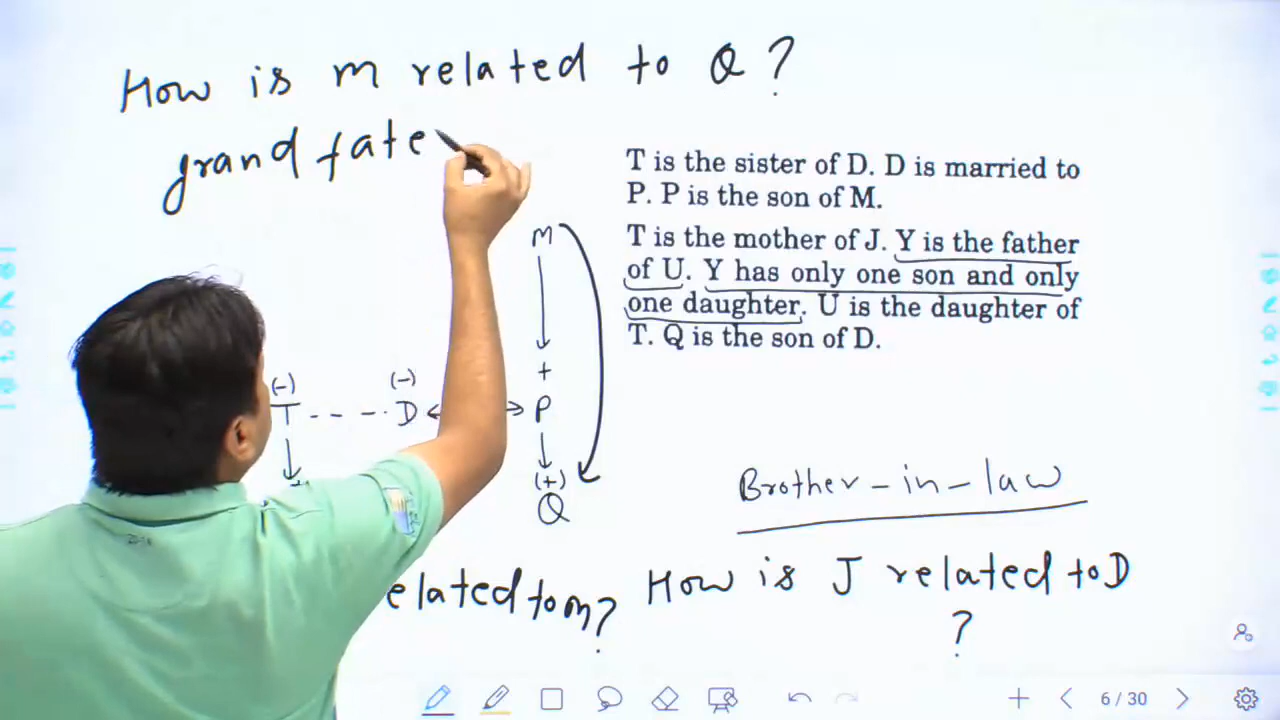 How is m related to Q?
grand fate
T is the sister of D. D is married to
P. P is the son of M.
T is the mother of J. Y is the father
of U. Y has only one son and only
one daughter. U is the daughter of
T. Q is the son of D.
M
+
(-) (-)
T - - - - D P
(+)
Q
Brother-in-law
elated to m?
How is J related to D
?
6 / 30